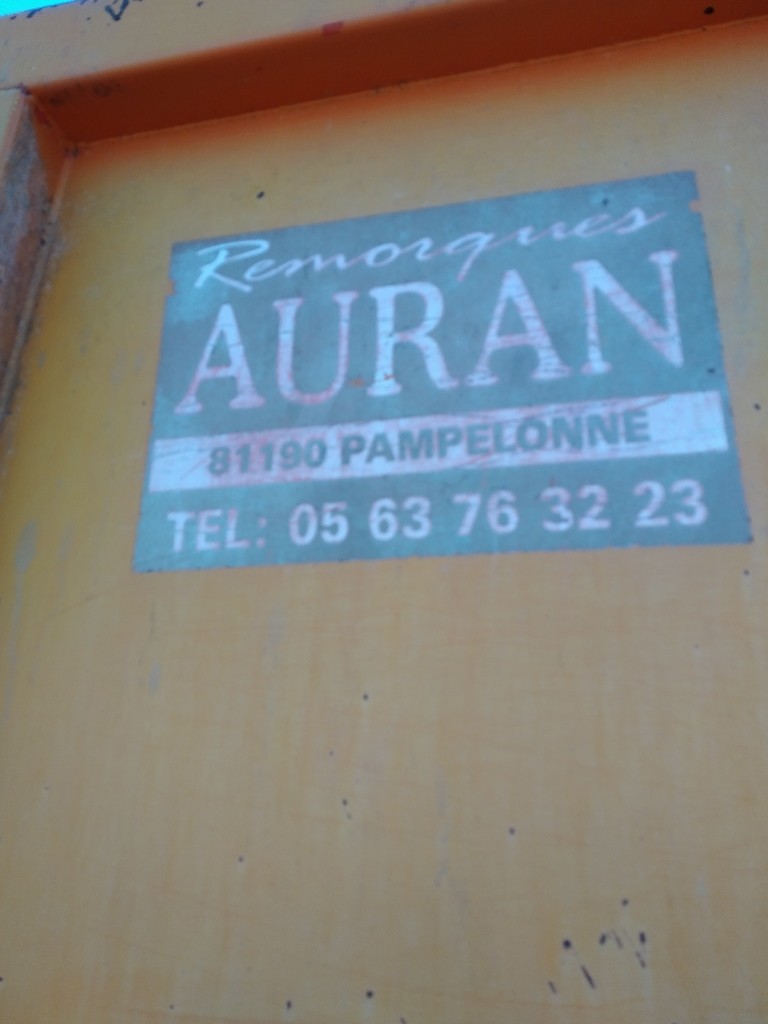 Remorques
AURAN
81190 PAMPELONNE
TEL: 05 63 76 32 23